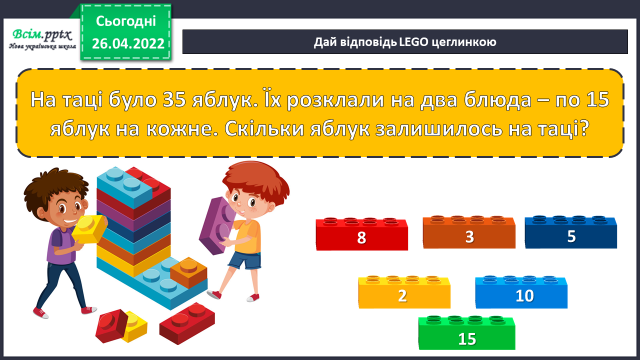 Всім.pptx
Нова українська школа
Сьогодні
26.04.2022
Дай відповідь LEGO цеглинкою
На таці було 35 яблук. Їх розклали на два блюда – по 15
яблук на кожне. Скільки яблук залишилось на таці?
8
3
5
2
10
15